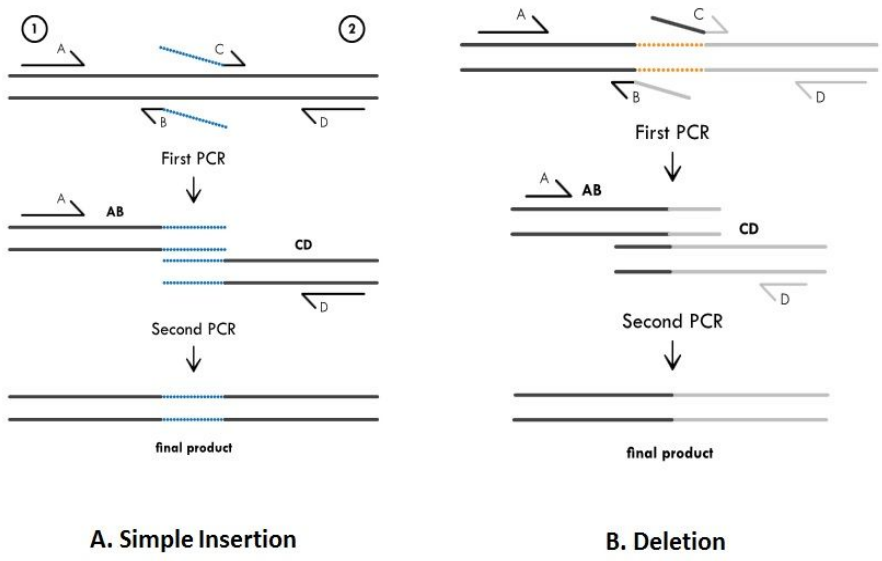 1
2
A
C
B
D
First PCR
A
AB
CD
D
Second PCR
final product
A. Simple Insertion
A
C
B
D
First PCR
A
AB
CD
D
Second PCR
final product
B. Deletion